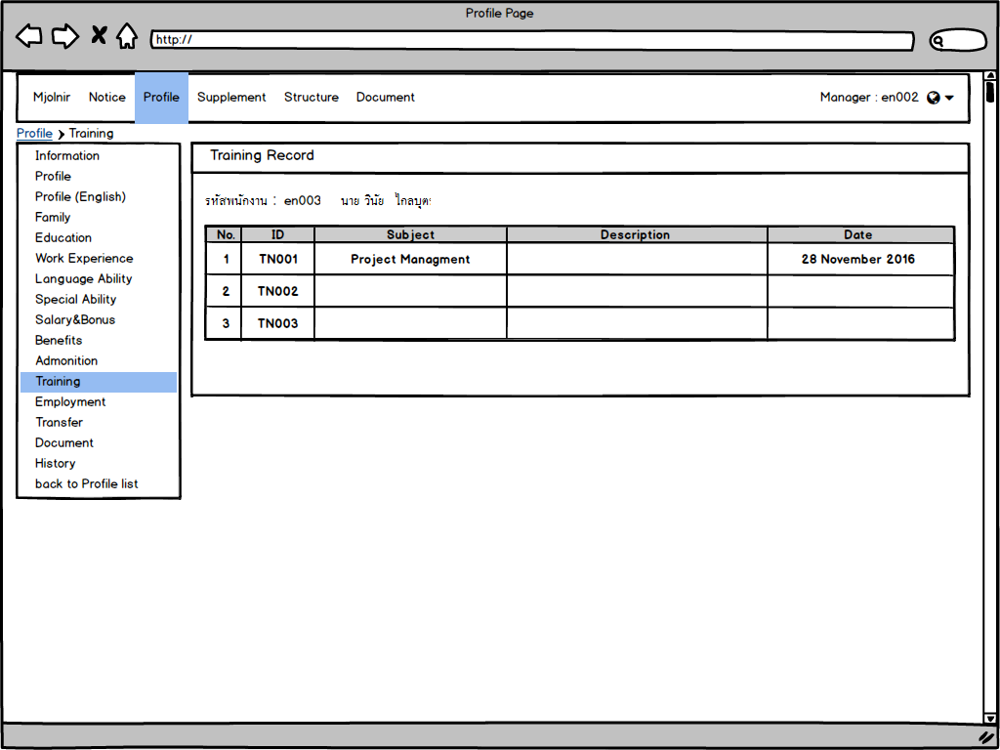 Profile Page
http://
Mjolnir Notice Profile Supplement Structure Document Manager : en002
Profile Training
Information
Profile
Profile (English)
Family
Education
Work Experience
Language Ability
Special Ability
Salary&Bonus
Benefits
Admonition
Training
Employment
Transfer
Document
History
back to Profile list
Training Record
รหัสพนักงาน : en003 นาย วินัย ไกลบุตร
No. ID Subject Description Date
1 TN001 Project Managment 28 November 2016
2 TN002
3 TN003